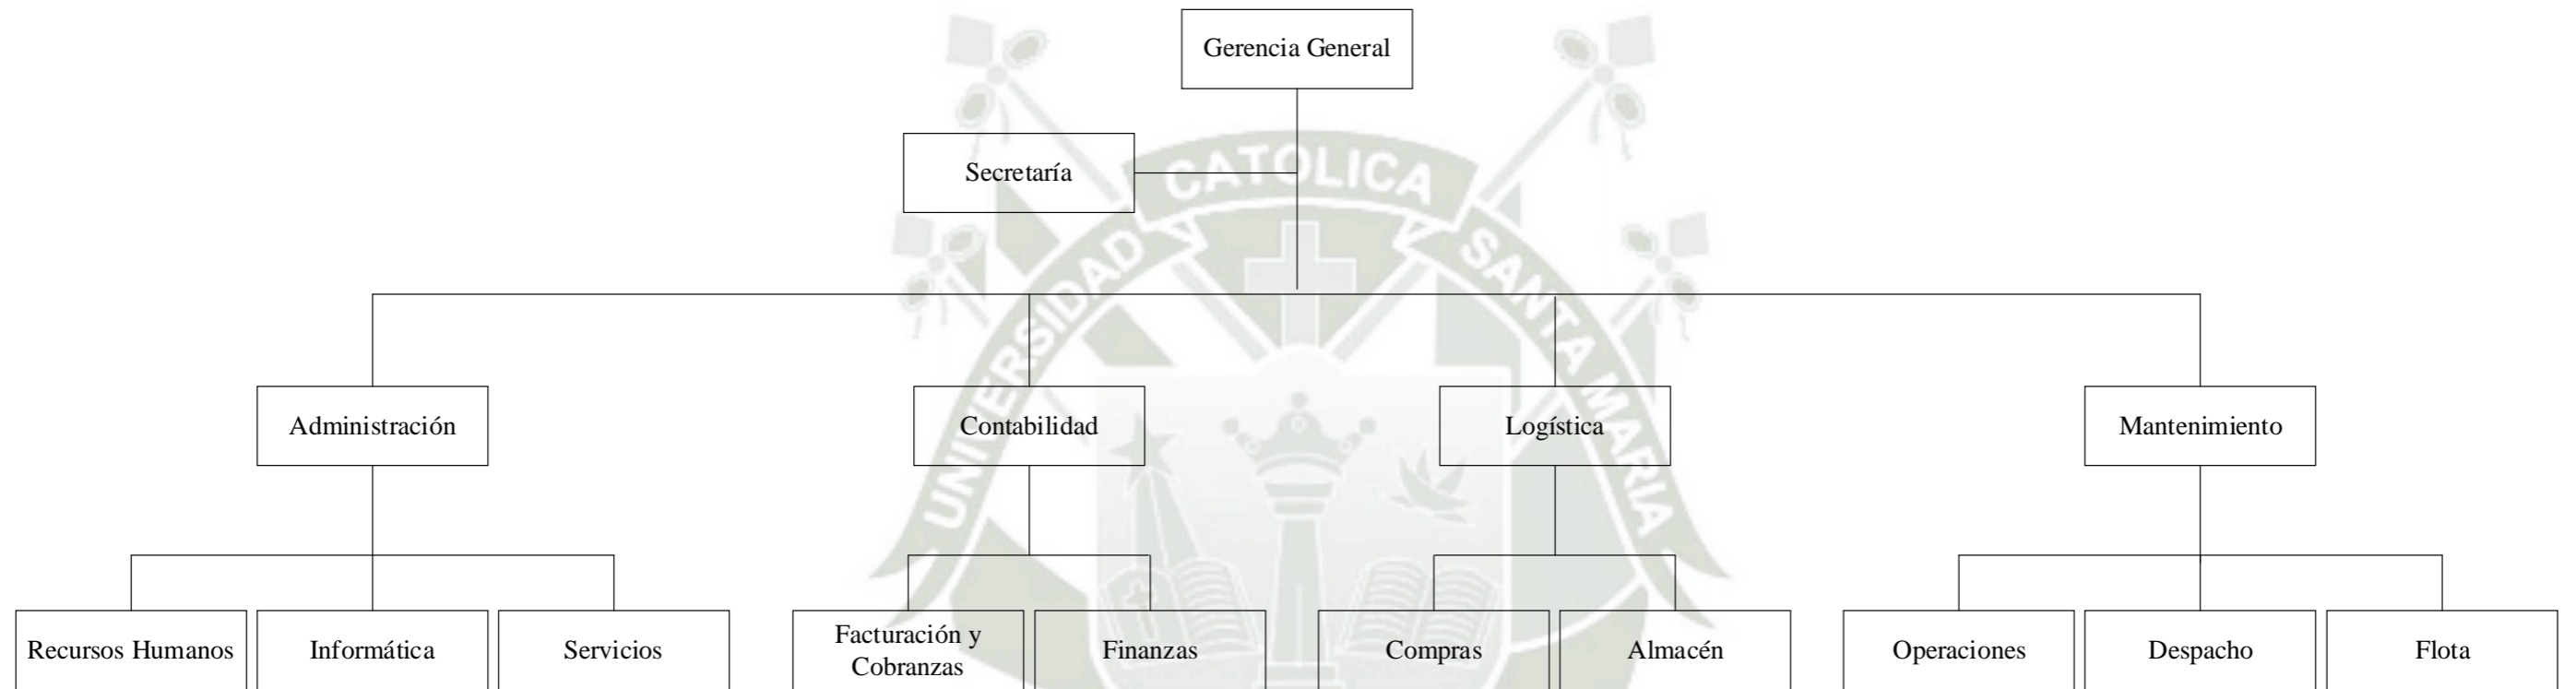 Gerencia General
Secretaría
UNIVERSIDAD CATOLICA SANTA MARIA
Administración
Contabilidad
Logística
Mantenimiento
Recursos Humanos
Informática
Servicios
Facturación y
Cobranzas
Finanzas
Compras
Almacén
Operaciones
Despacho
Flota